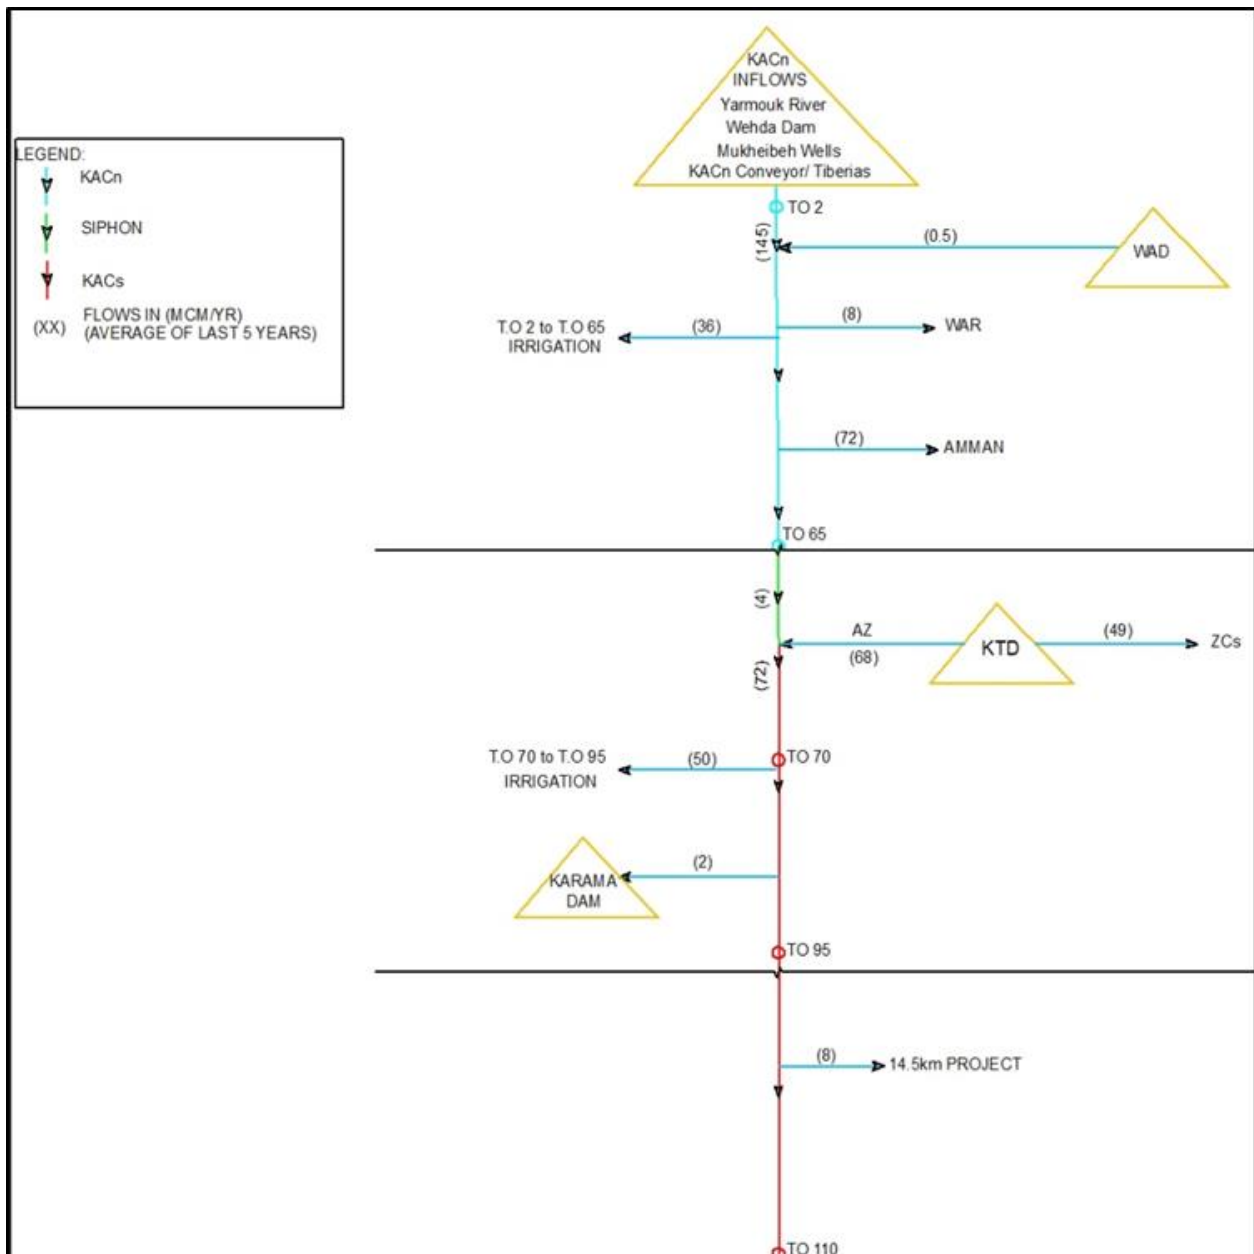 KACn
INFLOWS
Yarmouk River
Wehda Dam
Mukheibeh Wells
KACn Conveyor/ Tiberias
LEGEND:
KACn
SIPHON
KACs
(XX) FLOWS IN (MCM/YR)
(AVERAGE OF LAST 5 YEARS)
TO 2
(145)
(0.5)
WAD
T.O 2 to T.O 65
IRRIGATION
(36)
(8)
WAR
(72)
AMMAN
TO 65
(4)
AZ
(68)
KTD
(49)
ZCs
(72)
T.O 70 to T.O 95
IRRIGATION
(50)
TO 70
(2)
KARAMA
DAM
TO 95
(8)
14.5km PROJECT
TO 110